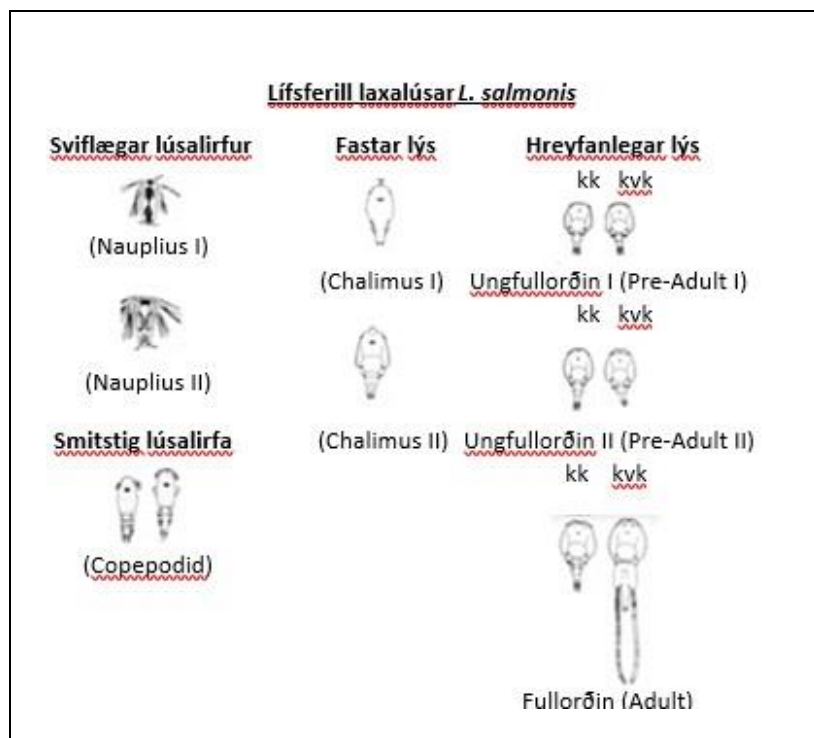 Lífsferill laxalúsar L. salmonis
Sviflægar lúsalirfur
(Nauplius I)
(Nauplius II)
Smitstig lúsalirfa
(Copepodid)
Fastar lýs
(Chalimus I)
(Chalimus II)
Hreyfanlegar lýs
kk kvk
Ungfullorðin I (Pre-Adult I)
kk kvk
Ungfullorðin II (Pre-Adult II)
kk kvk
Fullorðin (Adult)